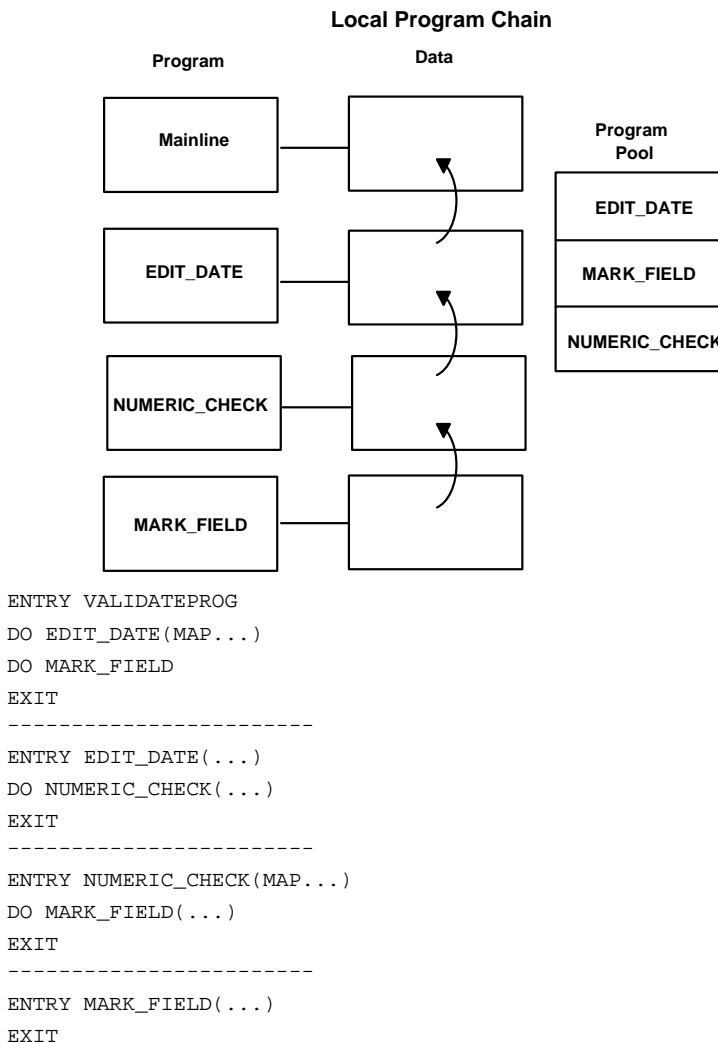 Local Program Chain
Program
Data
Mainline
Program
Pool
EDIT_DATE
EDIT_DATE
MARK_FIELD
NUMERIC_CHECK
NUMERIC_CHECK
MARK_FIELD
ENTRY VALIDATEPROG
DO EDIT_DATE(MAP...)
DO MARK_FIELD
EXIT
------------------------
ENTRY EDIT_DATE(...)
DO NUMERIC_CHECK(...)
EXIT
------------------------
ENTRY NUMERIC_CHECK(MAP...)
DO MARK_FIELD(...)
EXIT
------------------------
ENTRY MARK_FIELD(...)
EXIT